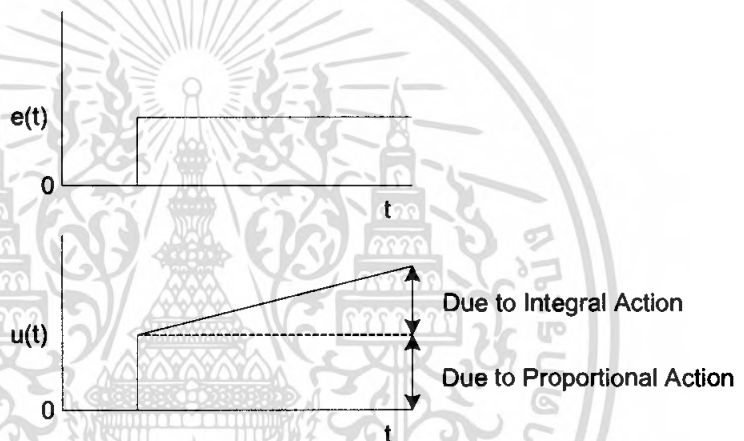 e(t)
0
t
u(t)
Due to Integral Action
Due to Proportional Action
0
t